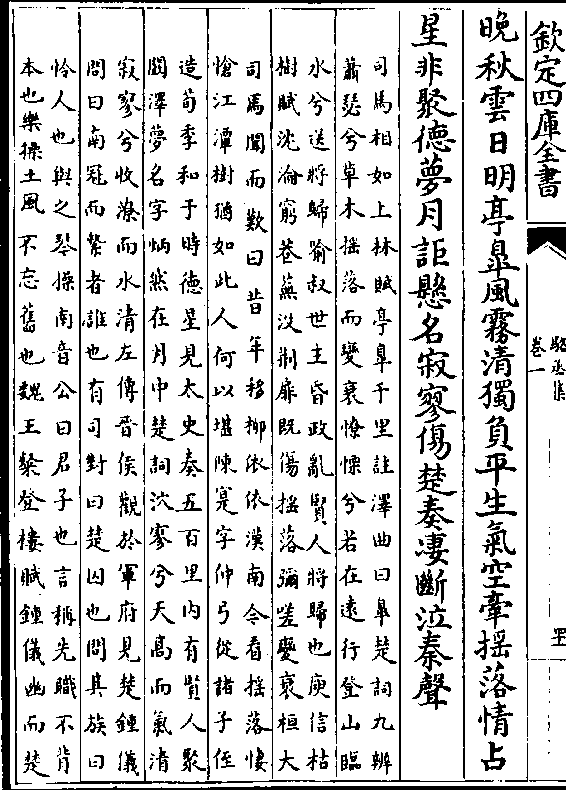 欽定四庫全書
駱丞集
卷一
晚秋雲日明亭臯風霧清獨負平生氣空牽搖落情占
星非聚德夢月詎懸名寂寥傷楚奏凄斷泣秦聲
司馬相如上林賦亭臯千里註澤曲曰臯楚詞九辨
蕭瑟兮草木搖落而變衰憭慄兮若在逺行登山臨
水兮送將歸喻叔世主昏政亂賢人將歸也庾信枯
樹賦沈淪窮巷蕪沒荆扉既傷搖落彌嗟變衰桓大
司馬聞而歎曰昔年移栁依依漢南今看搖落悽
愴江潭樹猶如此人何以堪陳寔字仲弓從諸子侄
造荀季和于時德星見太史奏五百里内有賢人聚
闞澤夢名字炳然在月中楚詞泬寥兮天高而氣清
寂寥兮收潦而水清左傳晉侯觀於軍府見楚鍾儀
問曰南冠而縶者誰也有司對曰楚囚也問其族曰
怜人也與之琴操南音公曰君子也言稱先職不背
本也樂操土風不忘舊也魏王粲登樓賦鍾儀幽而楚